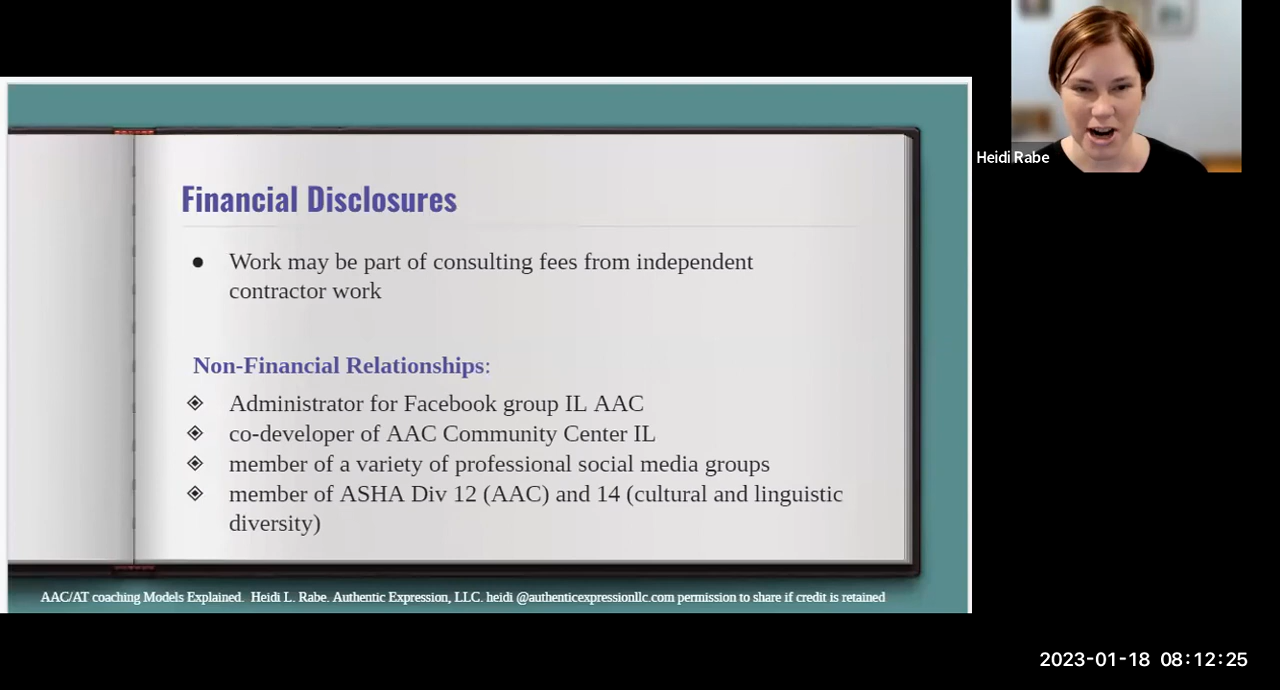 Financial Disclosures
● Work may be part of consulting fees from independent
contractor work
Non-Financial Relationships:
Administrator for Facebook group IL AAC
co-developer of AAC Community Center IL
member of a variety of professional social media groups
member of ASHA Div 12 (AAC) and 14 (cultural and linguistic
diversity)
AAC/AT coaching Models Explained. Heidi L. Rabe. Authentic Expression, LLC. heidi @authenticexpressionllc.com permission to share if credit is retained
Heidi Rabe
2023-01-18 08:12:25